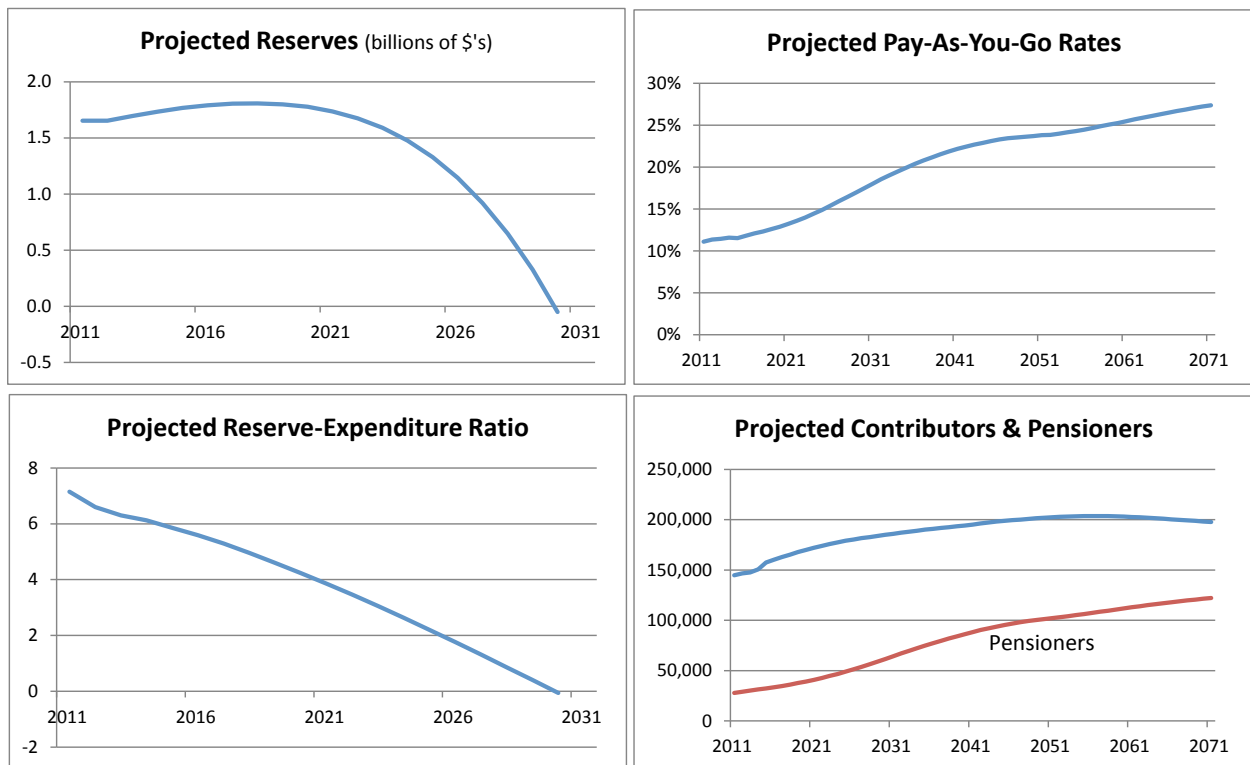 Projected Reserves (billions of $'s)
2.0
1.5
1.0
0.5
0.0
2011 2016 2021 2026 2031
-0.5
Projected Pay-As-You-Go Rates
30%
25%
20%
15%
10%
5%
0%
2011 2021 2031 2041 2051 2061 2071
Projected Reserve-Expenditure Ratio
8
6
4
2
0
2011 2016 2021 2026 2031
-2
Projected Contributors & Pensioners
250,000
200,000
150,000
100,000
Pensioners
50,000
0
2011 2021 2031 2041 2051 2061 2071